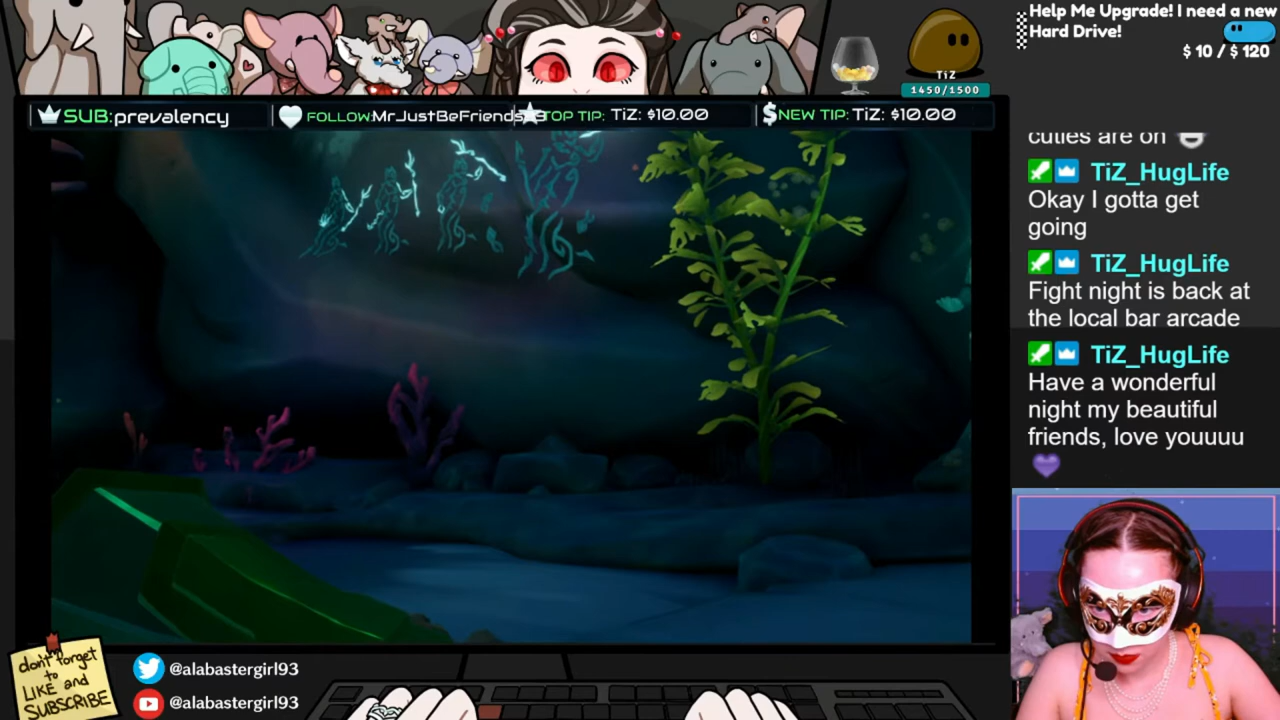 Help Me Upgrade! I need a new
Hard Drive!
$ 10 / $ 120
TiZ
1450/1500
SUB:prevalency
FOLLOW:MrJustBeFriends
TOP TIP: TiZ: $10.00
NEW TIP: TiZ: $10.00
cuties are on
TiZ_HugLife
Okay I gotta get
going
TiZ_HugLife
Fight night is back at
the local bar arcade
TiZ_HugLife
Have a wonderful
night my beautiful
friends, love youuuu
don't forget
to
LIKE and
SUBSCRIBE
@alabastergirl93
@alabastergirl93